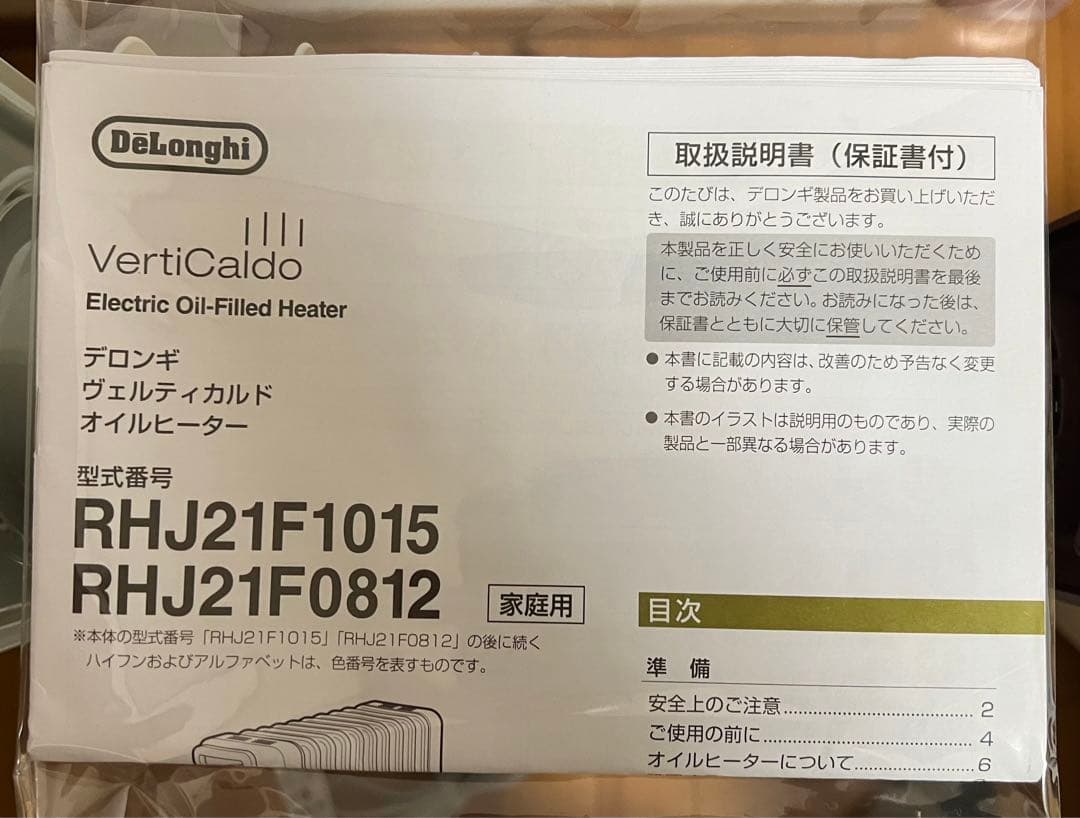 DēLonghi
VertiCaldo
Electric Oil-Filled Heater
デロンギ
ヴェルティカルド
オイルヒーター
型式番号
RHJ21F1015
RHJ21F0812
家庭用
※本体の型式番号「RHJ21F1015」「RHJ21F0812」の後に続く
ハイフンおよびアルファベットは、色番号を表すものです。
取扱説明書（保証書付）
このたびは、デロンギ製品をお買い上げいただ
き、誠にありがとうございます。
本製品を正しく安全にお使いいただくため
に、ご使用前に必ずこの取扱説明書を最後
までお読みください。お読みになった後は、
保証書とともに大切に保管してください。
●本書に記載の内容は、改善のため予告なく変更
する場合があります。
●本書のイラストは説明用のものであり、実際の
製品と一部異なる場合があります。
目次
準 備
安全上のご注意........................ 2
ご使用の前に........................... 4
オイルヒーターについて............... 6